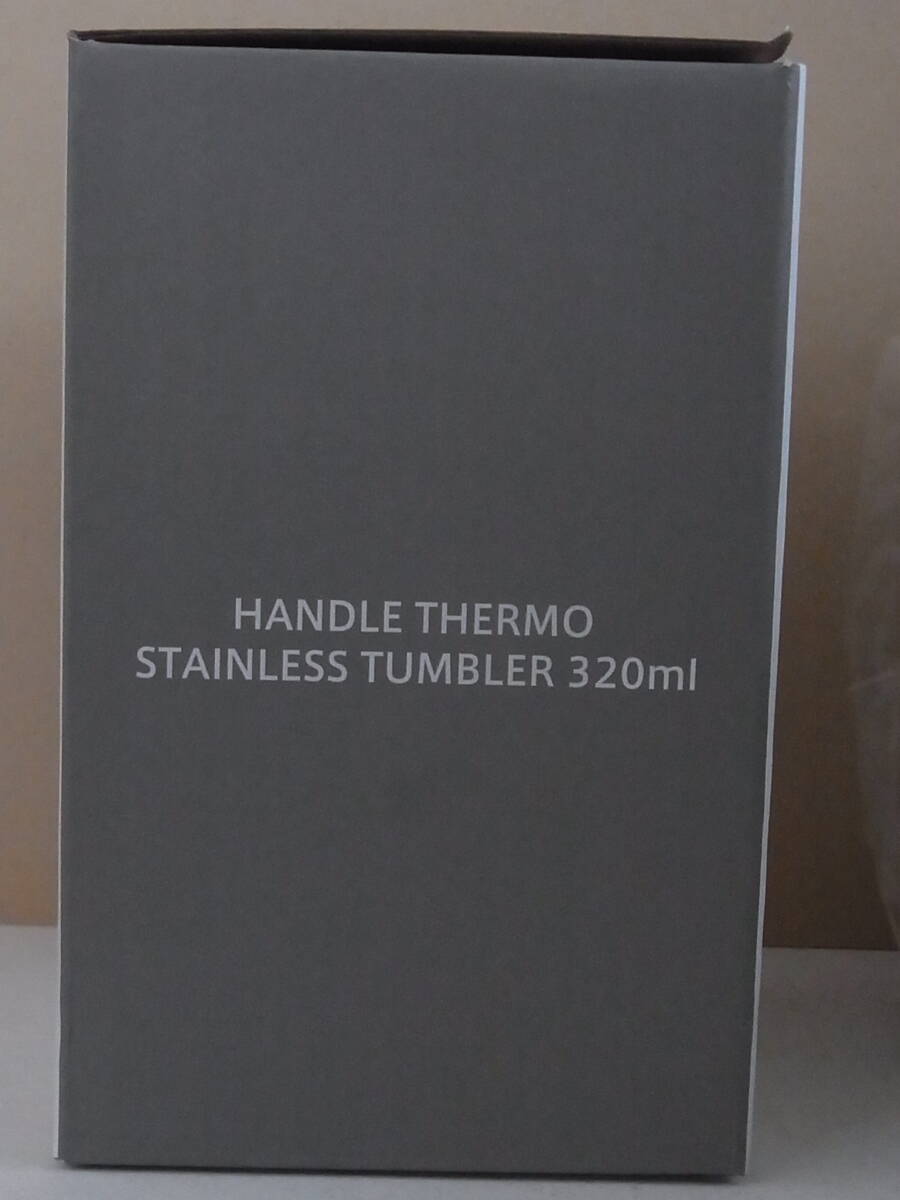 HANDLE THERMO
STAINLESS TUMBLER 320ml